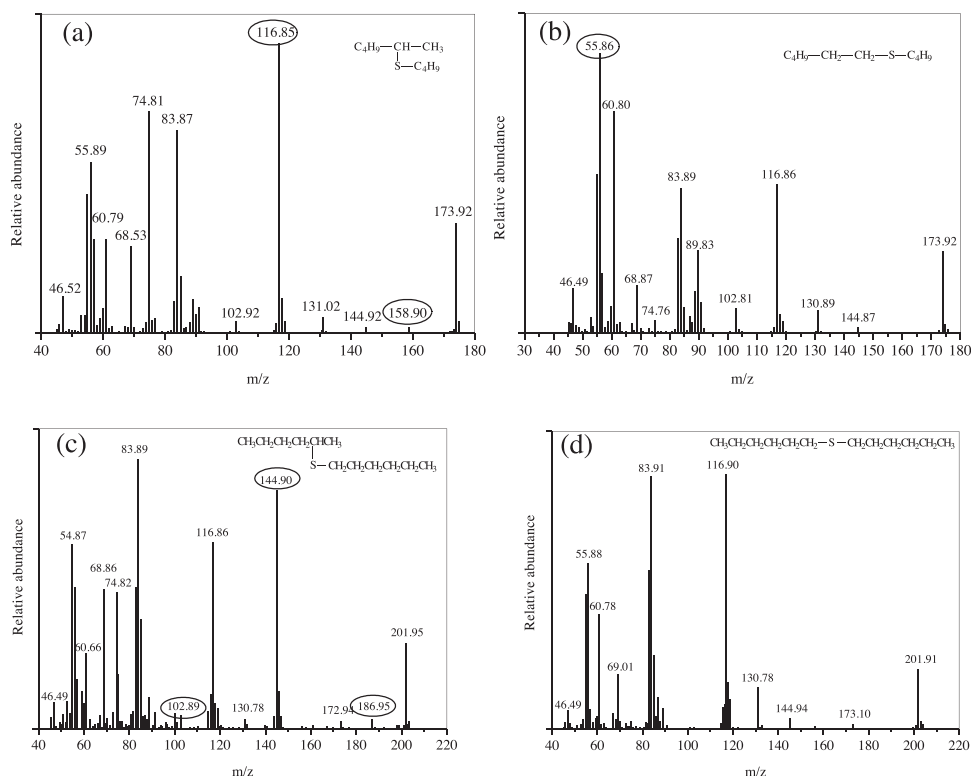 (a)
116.85
C4H9—CH—CH3
S—C4H9
74.81
83.87
55.89
60.79
68.53
173.92
46.52
102.92
131.02
144.92
158.90
Relative abundance
40 60 80 100 120 140 160 180
m/z
(b)
55.86
C4H9—CH2—CH2—S—C4H9
60.80
83.89
116.86
89.83
173.92
46.49
68.87
74.76
102.81
130.89
144.87
Relative abundance
30 40 50 60 70 80 90 100 110 120 130 140 150 160 170 180
m/z
(c)
83.89
CH3CH2CH2CH2CHCH3
S—CH2CH2CH2CH2CH2CH3
144.90
54.87
116.86
68.86
74.82
60.66
201.95
46.49
102.89
130.78
172.94
186.95
Relative abundance
40 60 80 100 120 140 160 180 200 220
m/z
(d)
CH3CH2CH2CH2CH2CH2—S—CH2CH2CH2CH2CH2CH3
83.91
116.90
55.88
60.78
69.01
201.91
46.49
130.78
144.94
173.10
Relative abundance
40 60 80 100 120 140 160 180 200 220
m/z